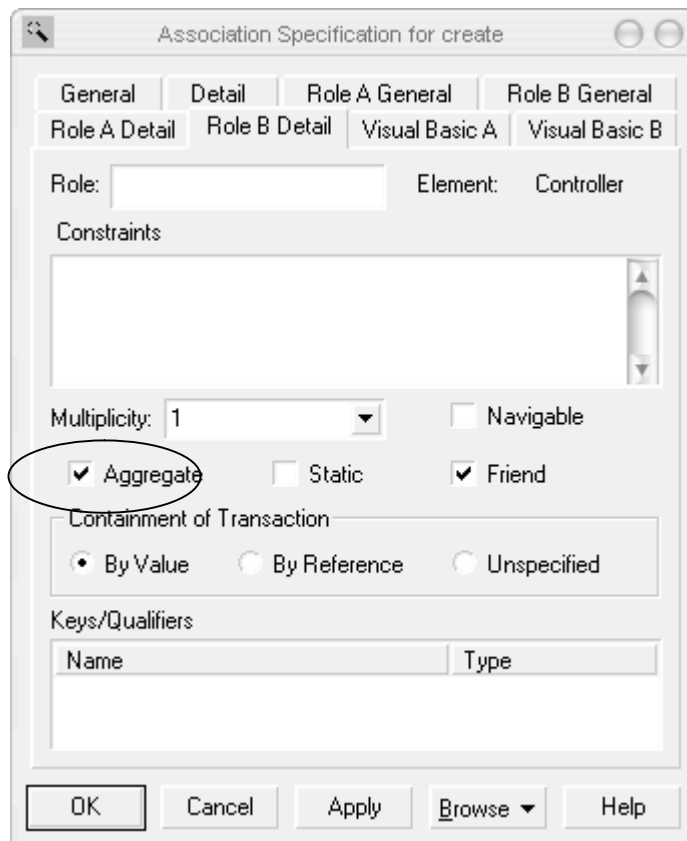 Association Specification for create
General Detail Role A General Role B General
Role A Detail Role B Detail Visual Basic A Visual Basic B
Role: Element: Controller
Constraints
Multiplicity: 1 Navigable
Aggregate Static Friend
Containment of Transaction
By Value By Reference Unspecified
Keys/Qualifiers
Name Type
OK Cancel Apply Browse Help